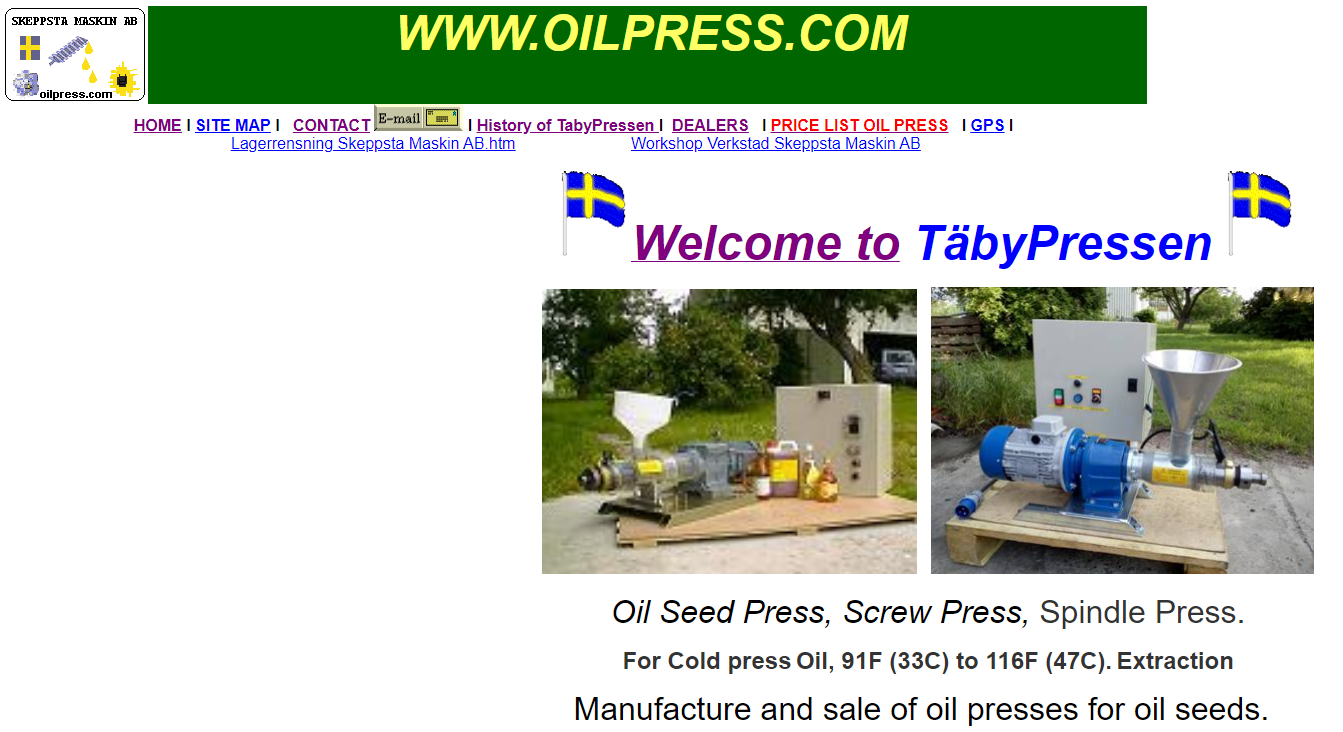 SKEPPSTA MASKIN AB
oilpress.com
WWW.OILPRESS.COM
HOME I SITE MAP I CONTACT E-mail I History of TabyPressen I DEALERS I PRICE LIST OIL PRESS I GPS I
Lagerrensning Skeppsta Maskin AB.htm Workshop Verkstad Skeppsta Maskin AB
Welcome to TäbyPressen
Oil Seed Press, Screw Press, Spindle Press.
For Cold press Oil, 91F (33C) to 116F (47C). Extraction
Manufacture and sale of oil presses for oil seeds.